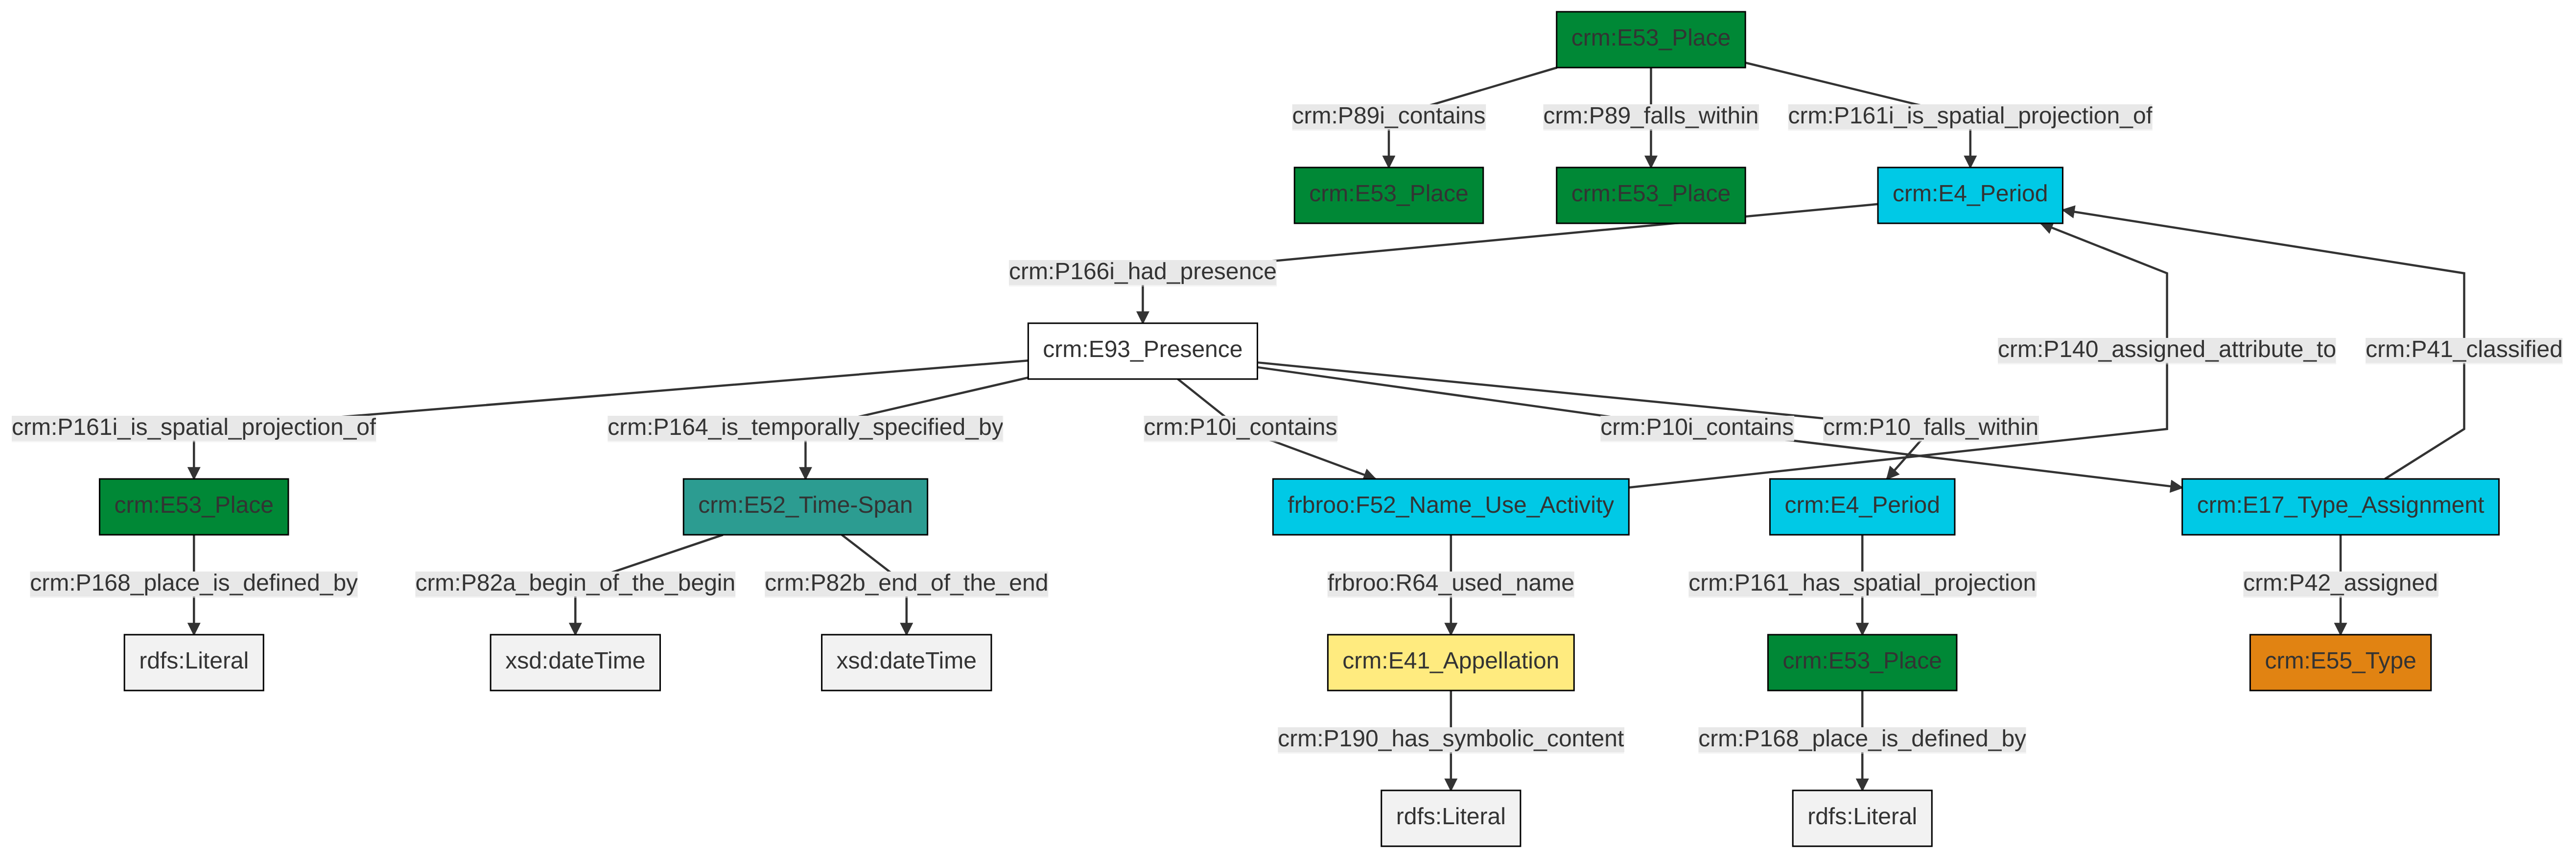 crm:E53_Place
crm:P89i_contains
crm:P89_falls_within
crm:P161i_is_spatial_projection_of
crm:E53_Place
crm:E53_Place
crm:E4_Period
crm:P166i_had_presence
crm:E93_Presence
crm:P140_assigned_attribute_to
crm:P41_classified
crm:P161i_is_spatial_projection_of
crm:P164_is_temporally_specified_by
crm:P10i_contains
crm:P10i_contains
crm:P10_falls_within
crm:E53_Place
crm:E52_Time-Span
frbroo:F52_Name_Use_Activity
crm:E4_Period
crm:E17_Type_Assignment
crm:P168_place_is_defined_by
crm:P82a_begin_of_the_begin
crm:P82b_end_of_the_end
frbroo:R64_used_name
crm:P161_has_spatial_projection
crm:P42_assigned
rdfs:Literal
xsd:dateTime
xsd:dateTime
crm:E41_Appellation
crm:E53_Place
crm:E55_Type
crm:P190_has_symbolic_content
crm:P168_place_is_defined_by
rdfs:Literal
rdfs:Literal